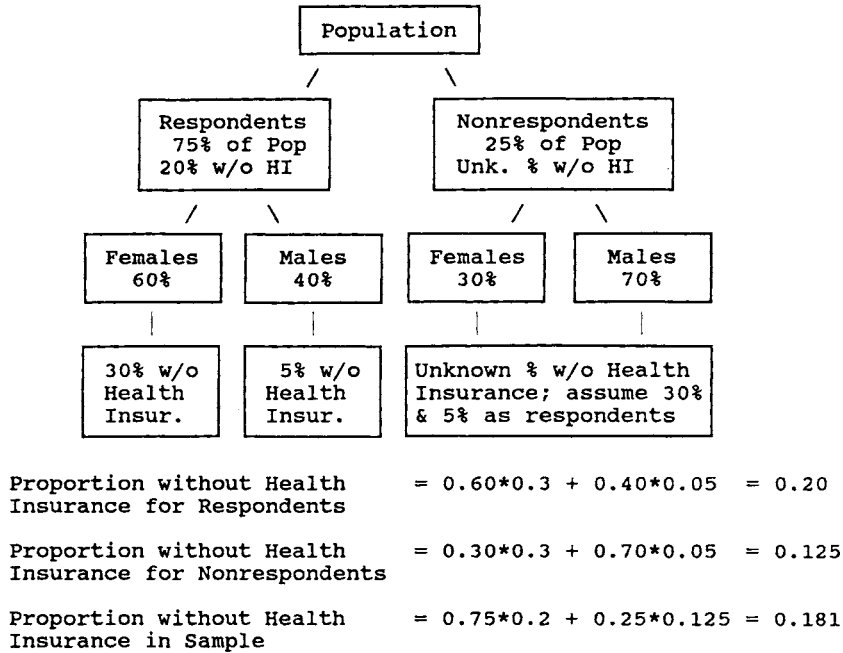 Population
Respondents
75% of Pop
20% w/o HI
Nonrespondents
25% of Pop
Unk. % w/o HI
Females
60%
Males
40%
Females
30%
Males
70%
30% w/o
Health
Insur.
5% w/o
Health
Insur.
Unknown % w/o Health
Insurance; assume 30%
& 5% as respondents
Proportion without Health = 0.60*0.3 + 0.40*0.05 = 0.20
Insurance for Respondents
Proportion without Health = 0.30*0.3 + 0.70*0.05 = 0.125
Insurance for Nonrespondents
Proportion without Health = 0.75*0.2 + 0.25*0.125 = 0.181
Insurance in Sample